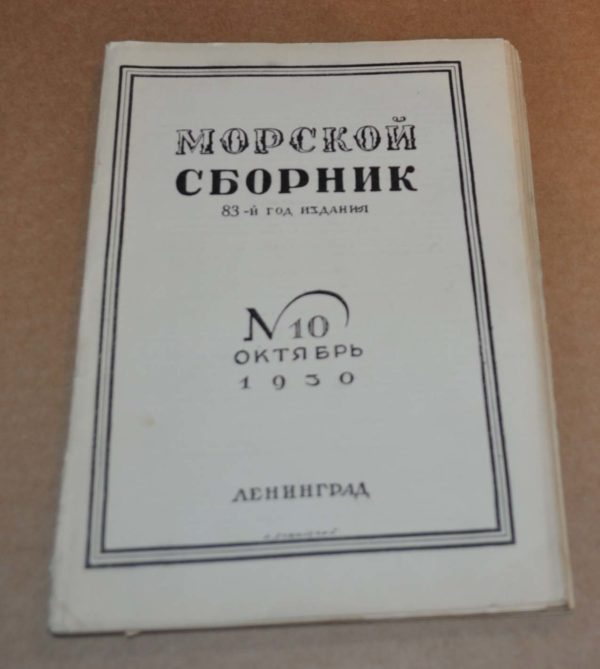 МОРСКОЙ
СБОРНИК
83-й год издания
№ 10
ОКТЯБРЬ
1930
ЛЕНИНГРАД